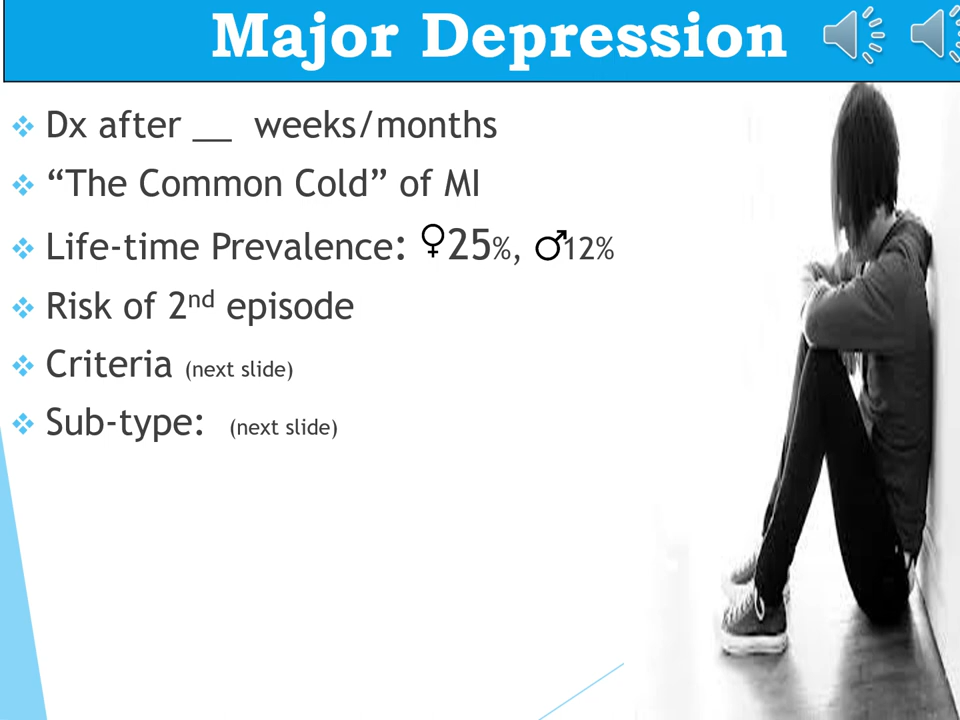 Major Depression
Dx after __ weeks/months
“The Common Cold” of MI
Life-time Prevalence: ♀25%, ♂12%
Risk of 2nd episode
Criteria (next slide)
Sub-type: (next slide)